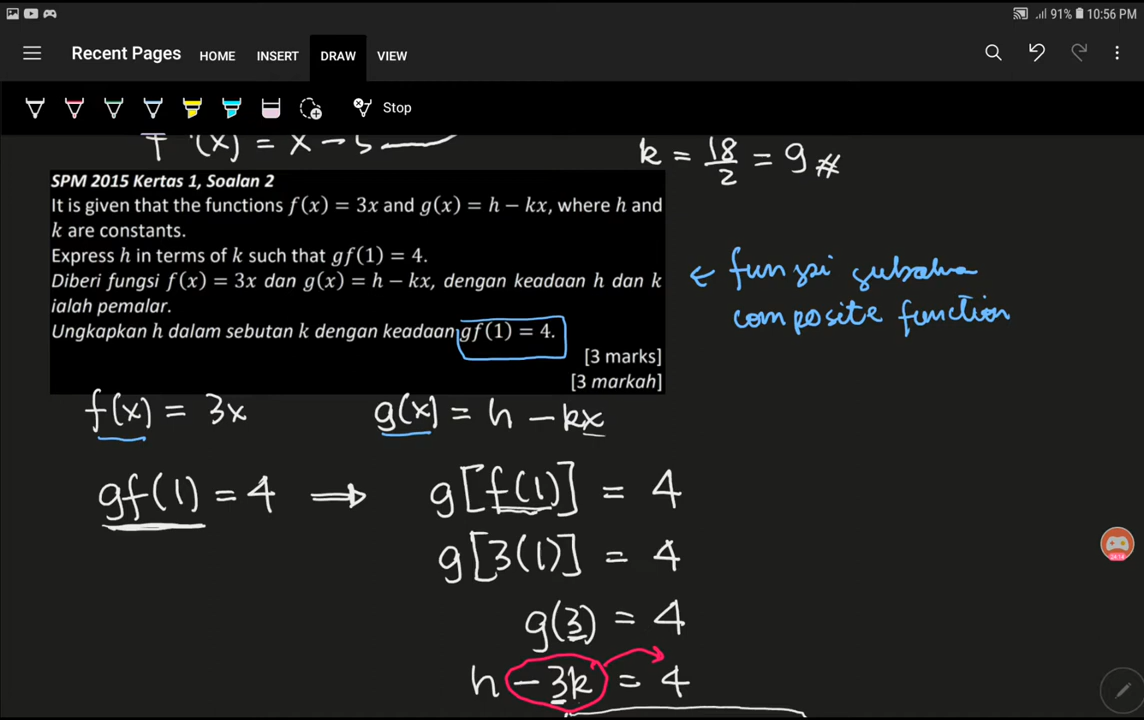 91% 10:56 PM
Recent Pages HOME INSERT DRAW VIEW
Stop
f⁻¹(x) = x - 5
k = 18/2 = 9 #
SPM 2015 Kertas 1, Soalan 2
It is given that the functions f(x) = 3x and g(x) = h − kx, where h and
k are constants.
Express h in terms of k such that gf(1) = 4.
Diberi fungsi f(x) = 3x dan g(x) = h − kx, dengan keadaan h dan k
ialah pemalar.
Ungkapkan h dalam sebutan k dengan keadaan gf(1) = 4.
[3 marks]
[3 markah]
← fungsi gubahan
composite function
f(x) = 3x g(x) = h − kx
gf(1) = 4 ⟹ g[f(1)] = 4
g[3(1)] = 4
g(3) = 4
h − 3k = 4